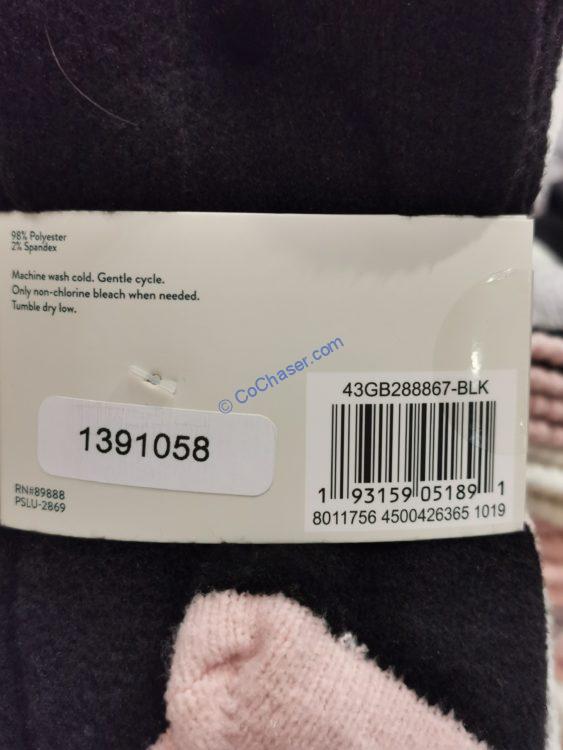 98% Polyester
2% Spandex
Machine wash cold. Gentle cycle.
Only non-chlorine bleach when needed.
Tumble dry low.
© CoChaser.com
43GB288867-BLK
1391058
1 93159 05189 1
8011756 4500426365 1019
RN#89888
PSLU-2869